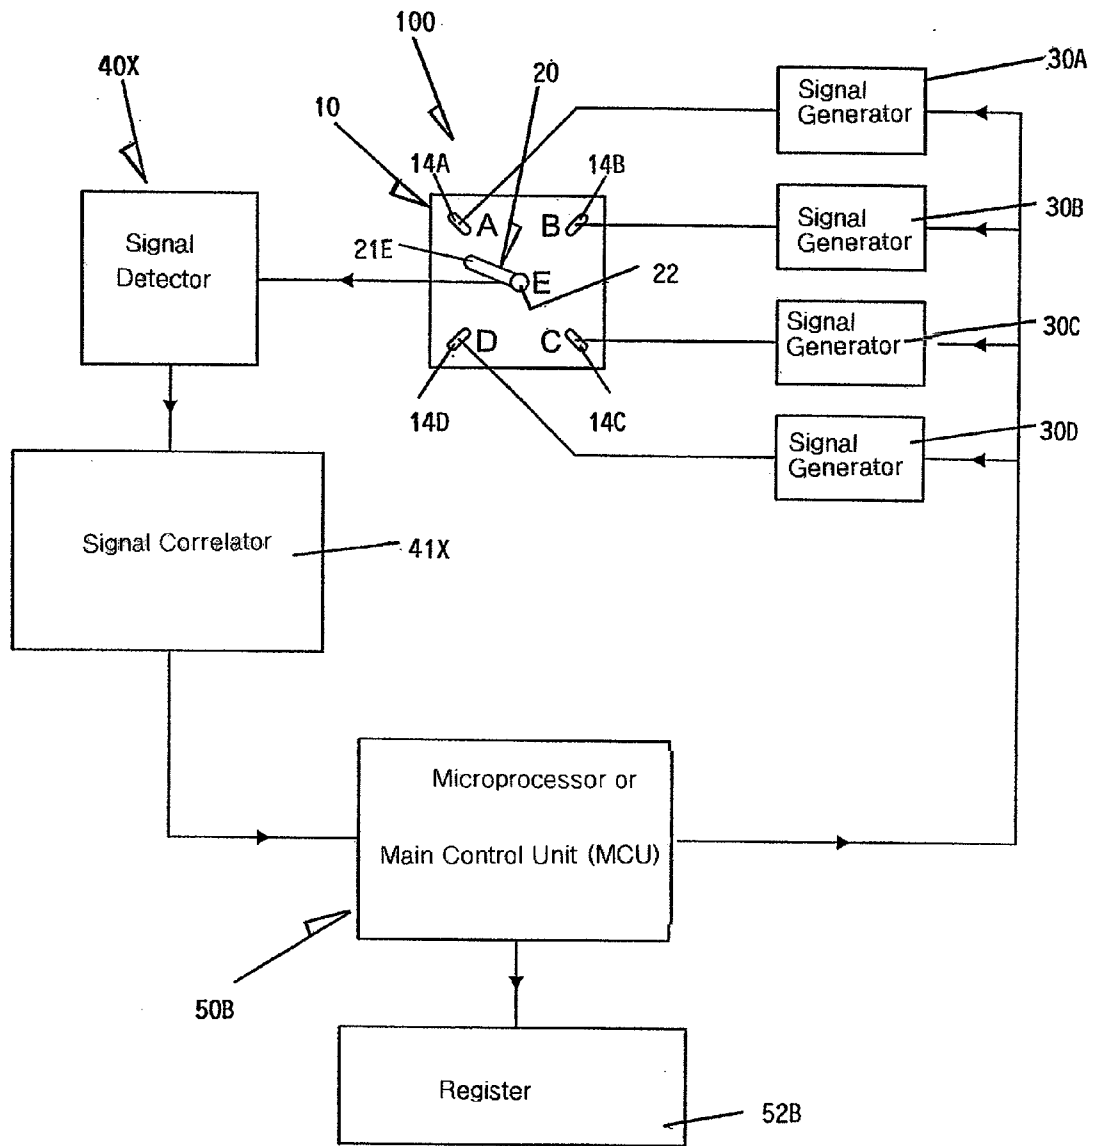 100
40X
20
30A
Signal
Generator
10
14A
14B
A
B
Signal
Generator
30B
Signal
Detector
21E
E
22
Signal
Generator
30C
D
C
14D
14C
Signal
Generator
30D
Signal Correlator
41X
Microprocessor or
Main Control Unit (MCU)
50B
Register
52B